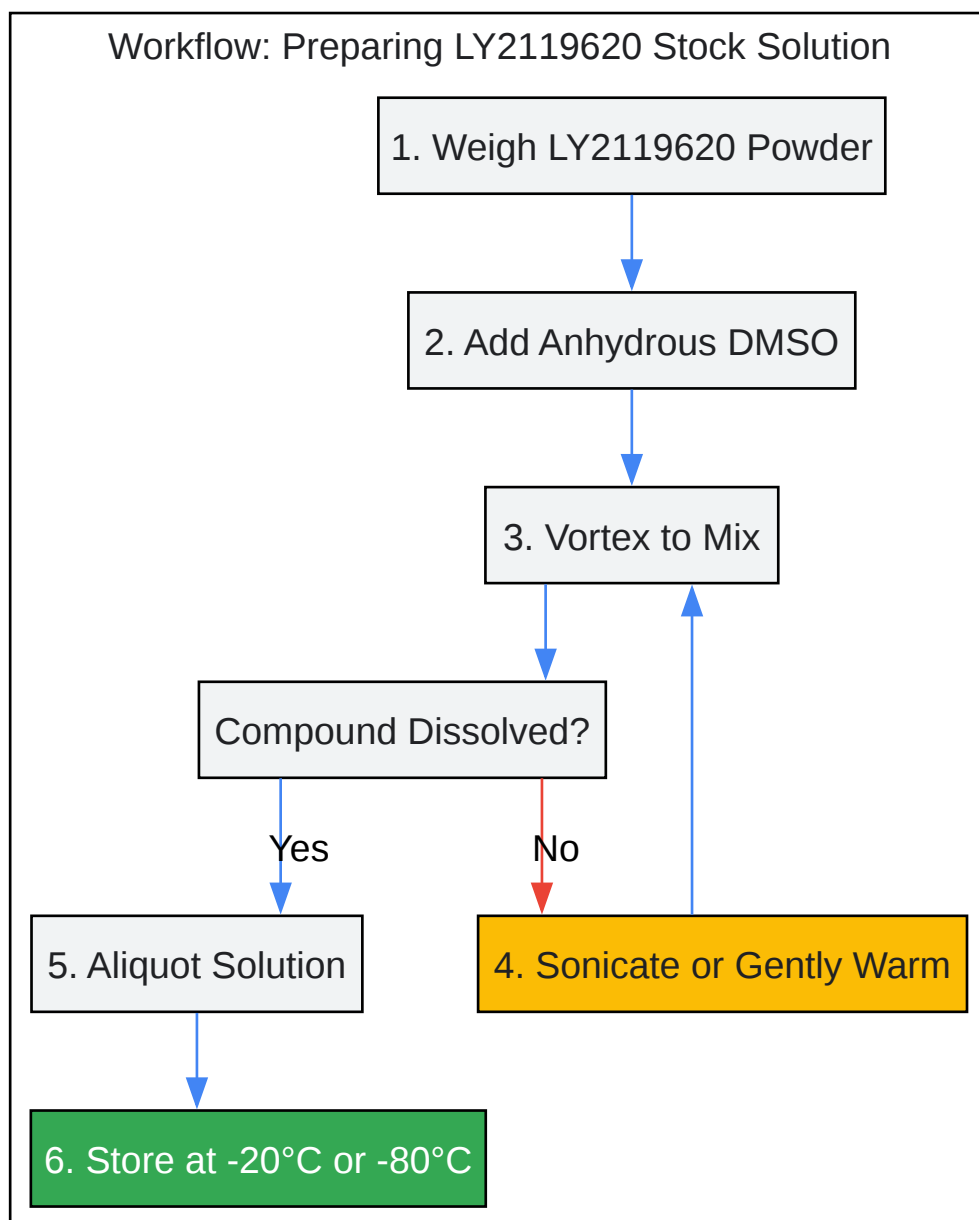 Workflow: Preparing LY2119620 Stock Solution
1. Weigh LY2119620 Powder
2. Add Anhydrous DMSO
3. Vortex to Mix
Compound Dissolved?
Yes
No
5. Aliquot Solution
4. Sonicate or Gently Warm
6. Store at -20°C or -80°C